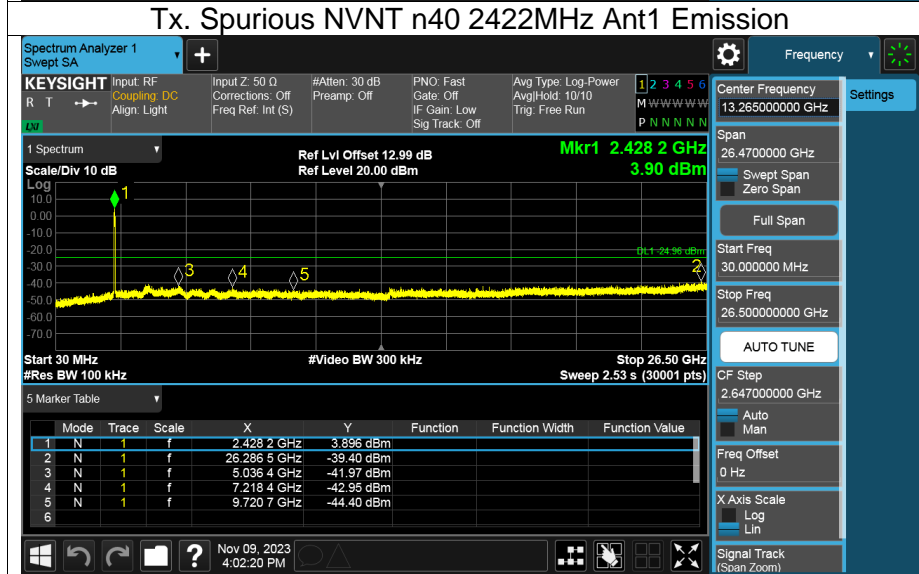 Tx. Spurious NVNT n40 2422MHz Ant1 Emission
Spectrum Analyzer 1
Swept SA
+
Frequency
KEYSIGHT
R T
LXI
Input: RF
Coupling: DC
Align: Light
Input Z: 50 Ω
Corrections: Off
Freq Ref: Int (S)
#Atten: 30 dB
Preamp: Off
PNO: Fast
Gate: Off
IF Gain: Low
Sig Track: Off
Avg Type: Log-Power
Avg|Hold: 10/10
Trig: Free Run
1 2 3 4 5 6
M W W W W W
P N N N N N
1 Spectrum
Scale/Div 10 dB
Ref Lvl Offset 12.99 dB
Ref Level 20.00 dBm
Mkr1 2.428 2 GHz
3.90 dBm
Log
10.0
0.00
-10.0
-20.0
-30.0
-40.0
-50.0
-60.0
-70.0
1
DL1 -24.96 dBm
2
3
4
5
Start 30 MHz
#Video BW 300 kHz
Stop 26.50 GHz
#Res BW 100 kHz
Sweep 2.53 s (30001 pts)
5 Marker Table
Mode Trace Scale X Y Function Function Width Function Value
1 N 1 f 2.428 2 GHz 3.896 dBm
2 N 1 f 26.286 5 GHz -39.40 dBm
3 N 1 f 5.036 4 GHz -41.97 dBm
4 N 1 f 7.218 4 GHz -42.95 dBm
5 N 1 f 9.720 7 GHz -44.40 dBm
6
?
Nov 09, 2023
4:02:20 PM
Center Frequency
13.265000000 GHz
Settings
Span
26.4700000 GHz
Swept Span
Zero Span
Full Span
Start Freq
30.000000 MHz
Stop Freq
26.500000000 GHz
AUTO TUNE
CF Step
2.647000000 GHz
Auto
Man
Freq Offset
0 Hz
X Axis Scale
Log
Lin
Signal Track
(Span Zoom)